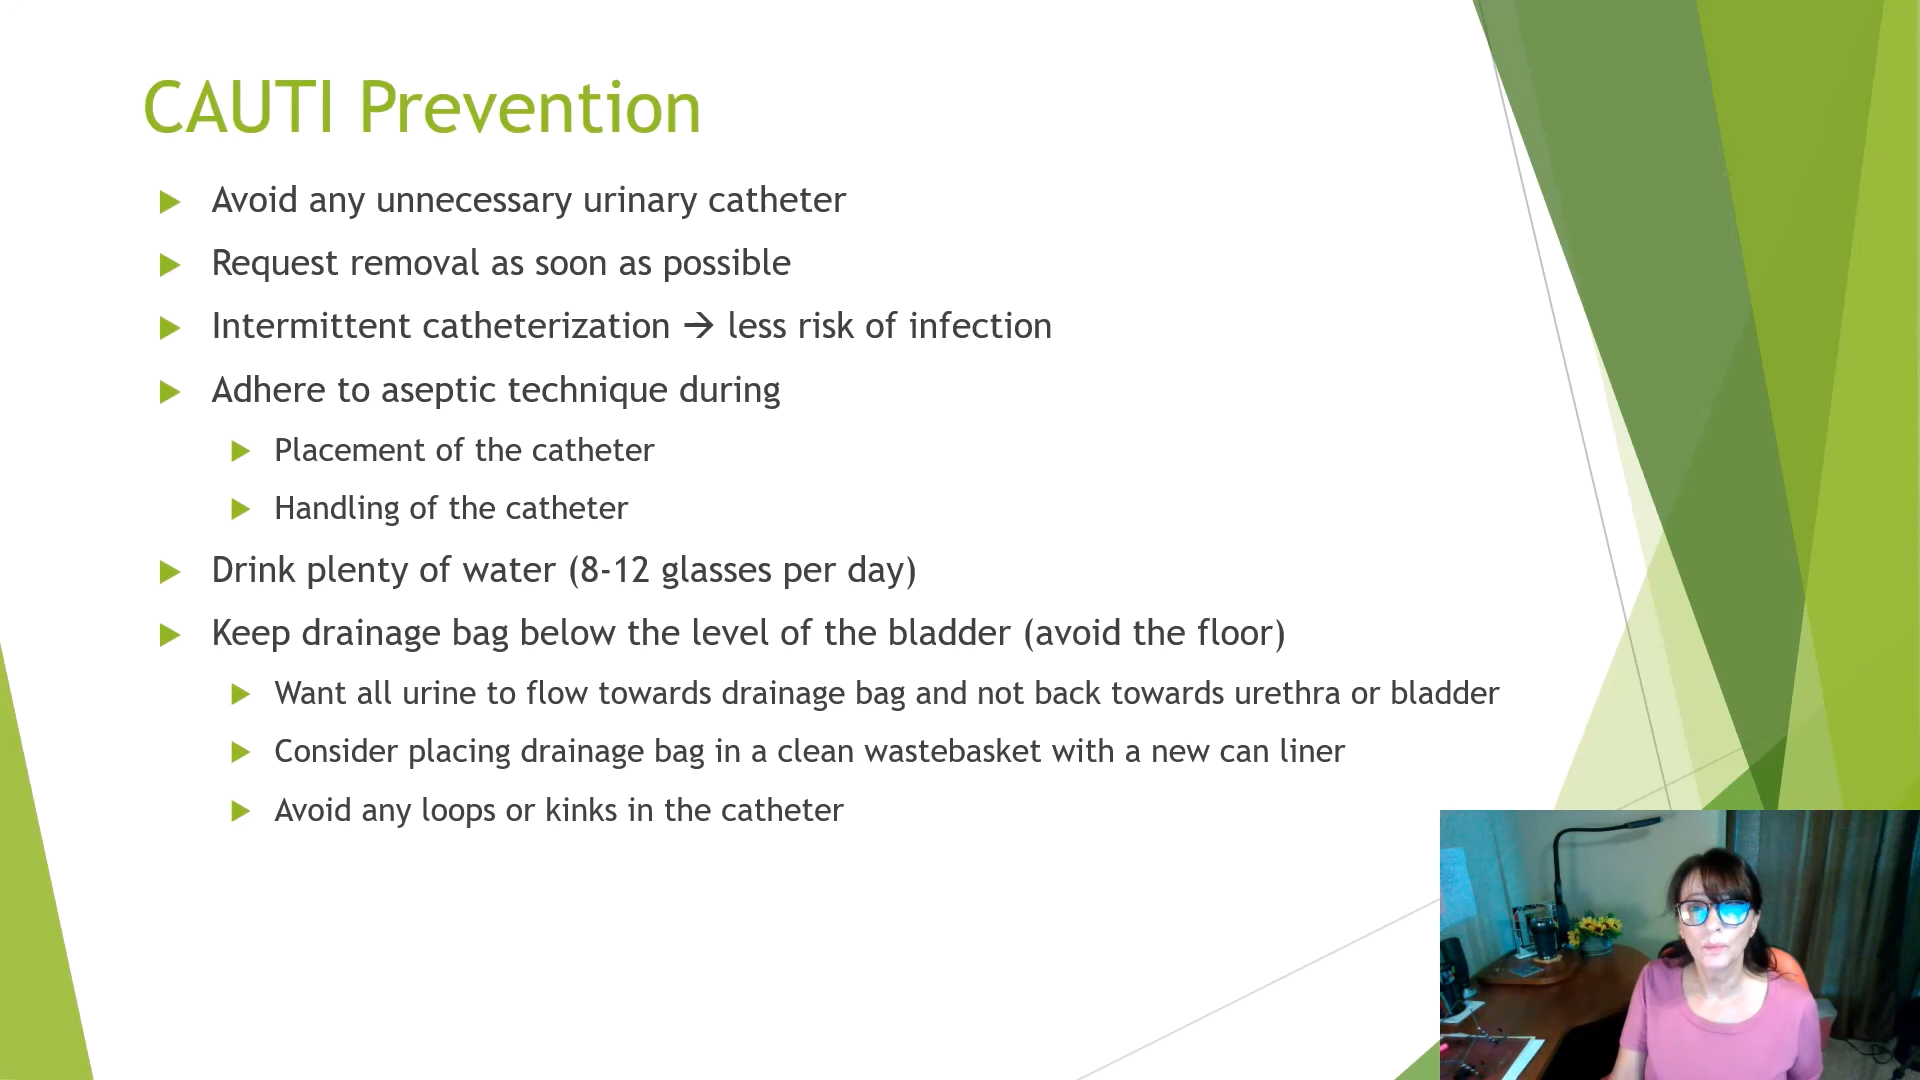 CAUTI Prevention
Avoid any unnecessary urinary catheter
Request removal as soon as possible
Intermittent catheterization → less risk of infection
Adhere to aseptic technique during
Placement of the catheter
Handling of the catheter
Drink plenty of water (8-12 glasses per day)
Keep drainage bag below the level of the bladder (avoid the floor)
Want all urine to flow towards drainage bag and not back towards urethra or bladder
Consider placing drainage bag in a clean wastebasket with a new can liner
Avoid any loops or kinks in the catheter